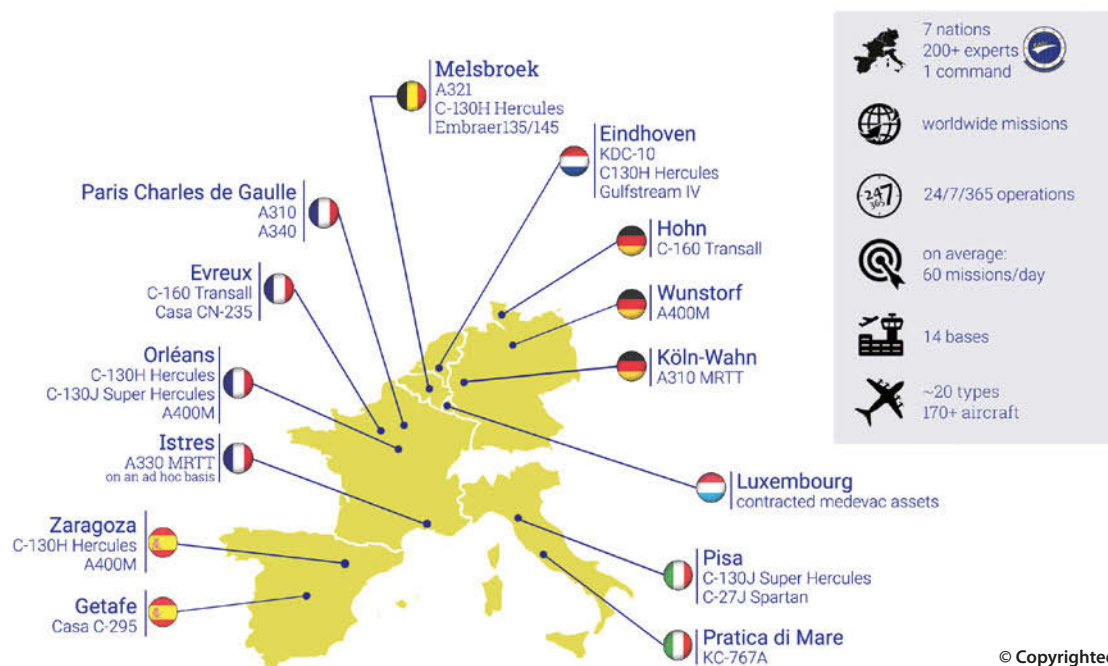 Melsbroek
A321
C-130H Hercules
Embraer135/145
Eindhoven
KDC-10
C130H Hercules
Gulfstream IV
Paris Charles de Gaulle
A310
A340
Hohn
C-160 Transall
Evreux
C-160 Transall
Casa CN-235
Wunstorf
A400M
Orléans
C-130H Hercules
C-130J Super Hercules
A400M
Köln-Wahn
A310 MRTT
Istres
A330 MRTT
on an ad hoc basis
Luxembourg
contracted medevac assets
Zaragoza
C-130H Hercules
A400M
Pisa
C-130J Super Hercules
C-27J Spartan
Getafe
Casa C-295
Pratica di Mare
KC-767A
7 nations
200+ experts
1 command
worldwide missions
24/7
365
24/7/365 operations
on average:
60 missions/day
14 bases
~20 types
170+ aircraft
© Copyrighted